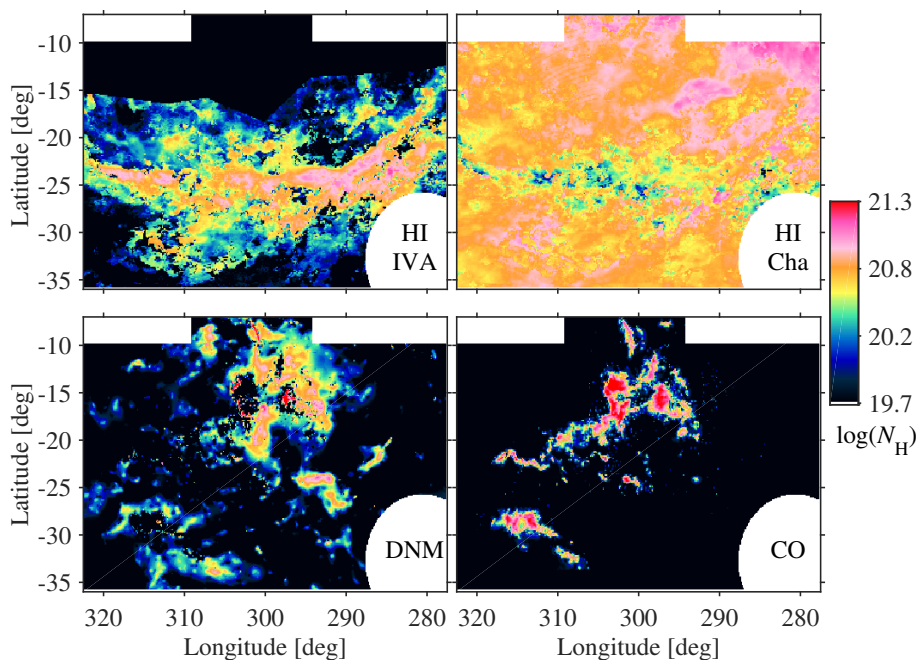 -10
-15
-20
-25
-30
-35
Latitude [deg]
HI
IVA
HI
Cha
21.3
20.8
20.2
19.7
log(N_H)
-10
-15
-20
-25
-30
-35
Latitude [deg]
DNM
CO
320 310 300 290 280
320 310 300 290 280
Longitude [deg]
Longitude [deg]